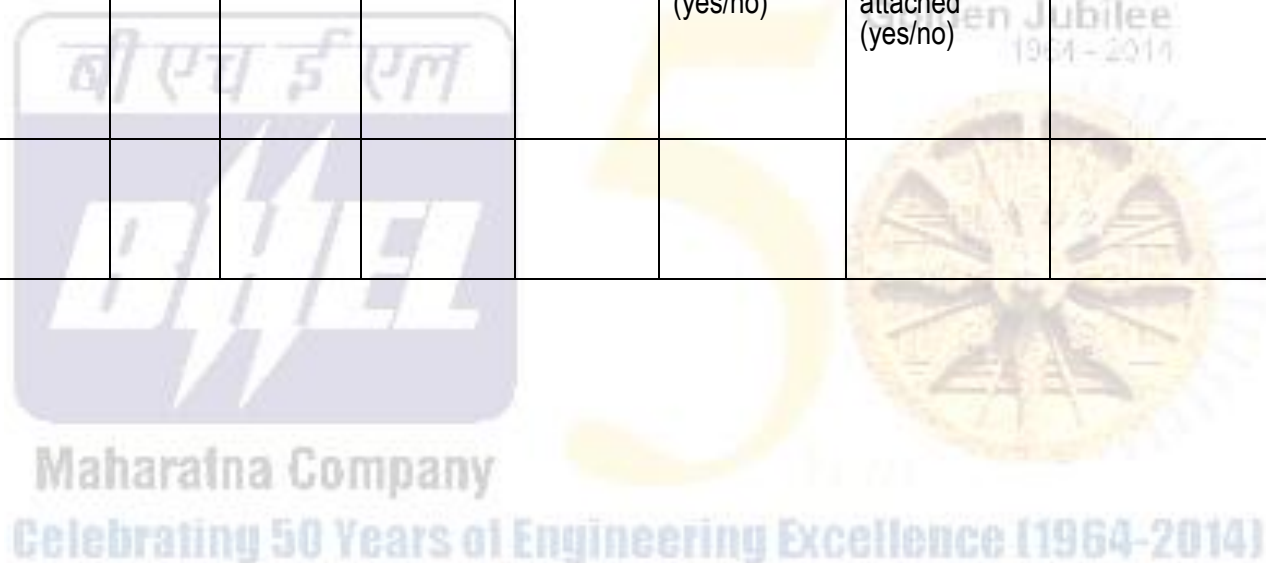 (yes/no)
attached
(yes/no)
Golden Jubilee
1964 - 2014
बी एच ई एल
BHEL
Maharatna Company
Celebrating 50 Years of Engineering Excellence (1964-2014)